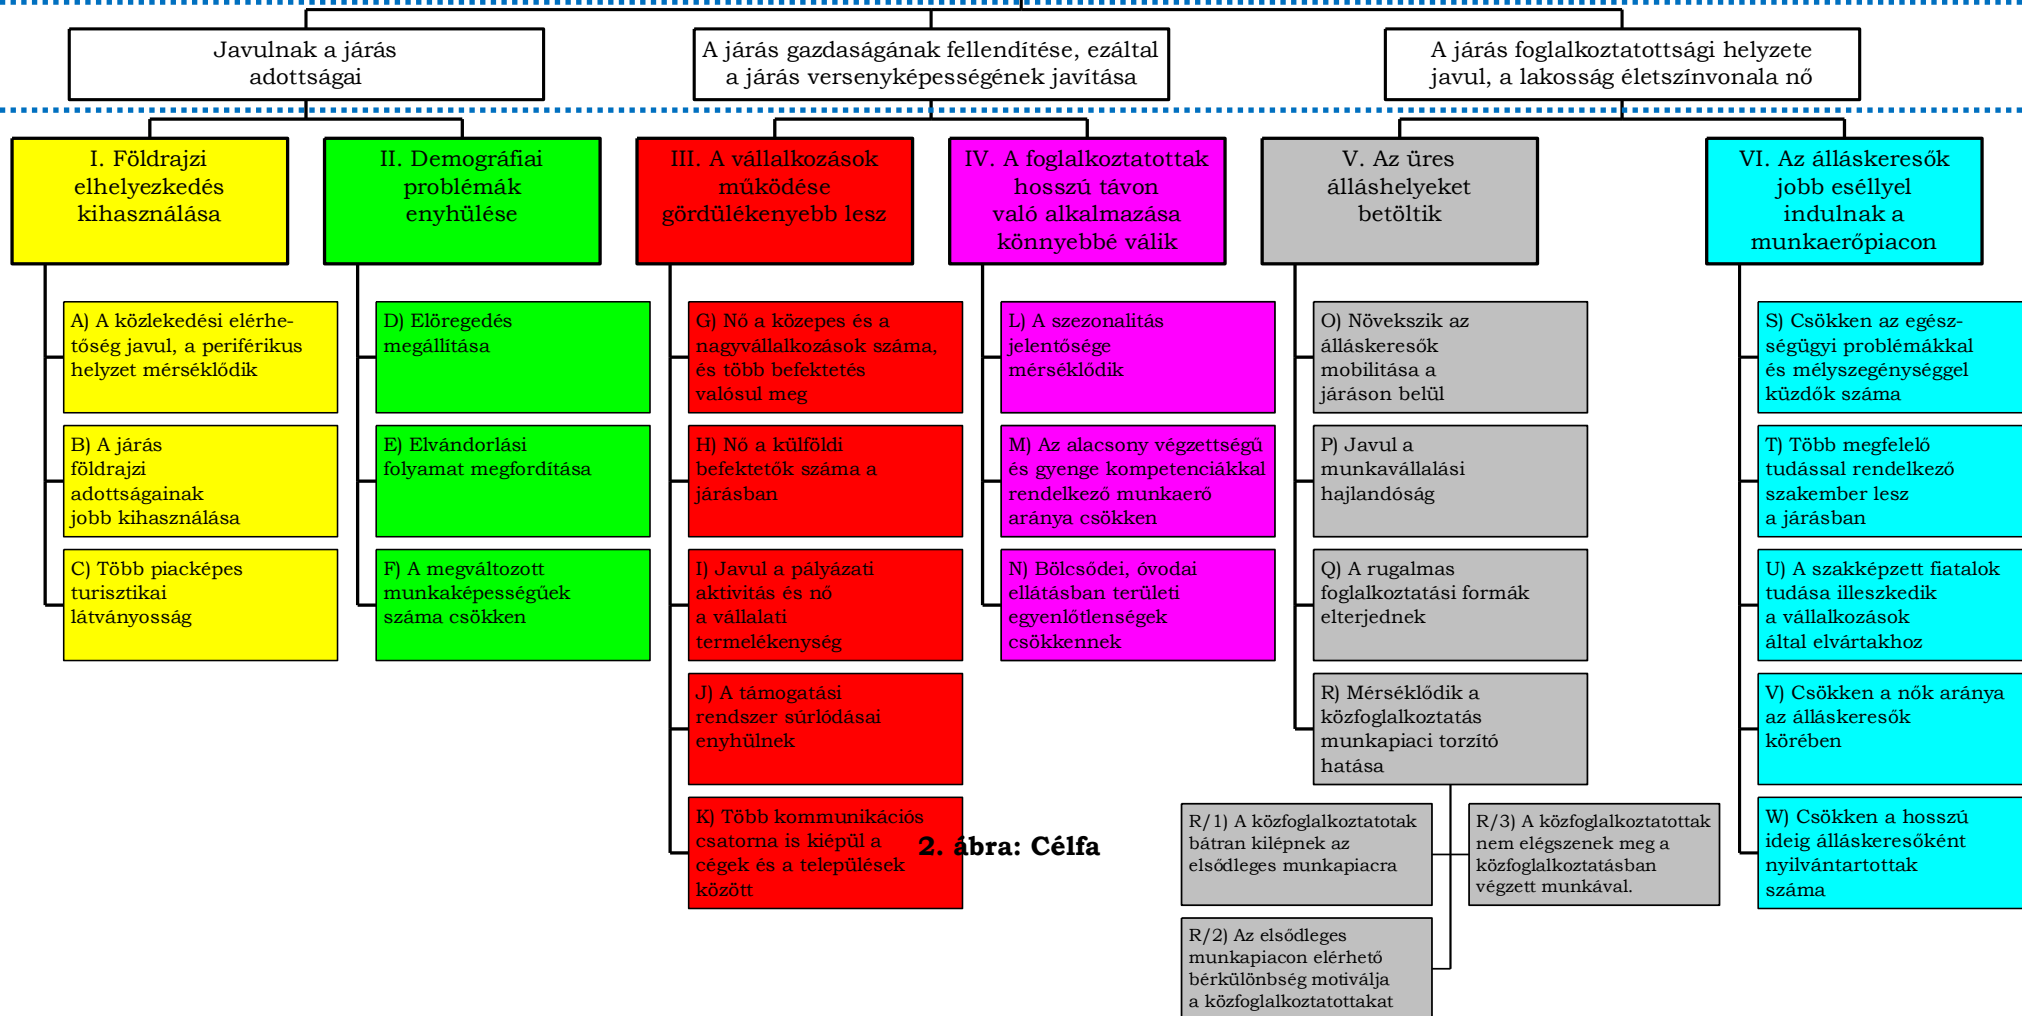 Javulnak a járás
adottságai
A járás gazdaságának fellendítése, ezáltal
a járás versenyképességének javítása
A járás foglalkoztatottsági helyzete
javul, a lakosság életszínvonala nő
I. Földrajzi
elhelyezkedés
kihasználása
II. Demográfiai
problémák
enyhülése
III. A vállalkozások
működése
gördülékenyebb lesz
IV. A foglalkoztatottak
hosszú távon
való alkalmazása
könnyebbé válik
V. Az üres
álláshelyeket
betöltik
VI. Az álláskeresők
jobb eséllyel
indulnak a
munkaerőpiacon
A) A közlekedési elérhe-
tőség javul, a periférikus
helyzet mérséklődik
B) A járás
földrajzi
adottságainak
jobb kihasználása
C) Több piacképes
turisztikai
látványosság
D) Elöregedés
megállítása
E) Elvándorlási
folyamat megfordítása
F) A megváltozott
munkaképességűek
száma csökken
G) Nő a közepes és a
nagyvállalkozások száma,
és több befektetés
valósul meg
H) Nő a külföldi
befektetők száma a
járásban
I) Javul a pályázati
aktivitás és nő
a vállalati
termelékenység
J) A támogatási
rendszer súrlódásai
enyhülnek
K) Több kommunikációs
csatorna is kiépül a
cégek és a települések
között
L) A szezonalitás
jelentősége
mérséklődik
M) Az alacsony végzettségű
és gyenge kompetenciákkal
rendelkező munkaerő
aránya csökken
N) Bölcsődei, óvodai
ellátásban területi
egyenlőtlenségek
csökkennek
O) Növekszik az
álláskeresők
mobilitása a
járáson belül
P) Javul a
munkavállalási
hajlandóság
Q) A rugalmas
foglalkoztatási formák
elterjednek
R) Mérséklődik a
közfoglalkoztatás
munkapiaci torzító
hatása
R/1) A közfoglalkoztatotak
bátran kilépnek az
elsődleges munkapiacra
R/3) A közfoglalkoztatottak
nem elégszenek meg a
közfoglalkoztatásban
végzett munkával.
R/2) Az elsődleges
munkapiacon elérhető
bérkülönbség motiválja
a közfoglalkoztatottakat
S) Csökken az egész-
ségügyi problémákkal
és mélyszegénységgel
küzdők száma
T) Több megfelelő
tudással rendelkező
szakember lesz
a járásban
U) A szakképzett fiatalok
tudása illeszkedik
a vállalkozások
által elvártakhoz
V) Csökken a nők aránya
az álláskeresők
körében
W) Csökken a hosszú
ideig álláskeresőként
nyilvántartottak
száma
2. ábra: Célfa